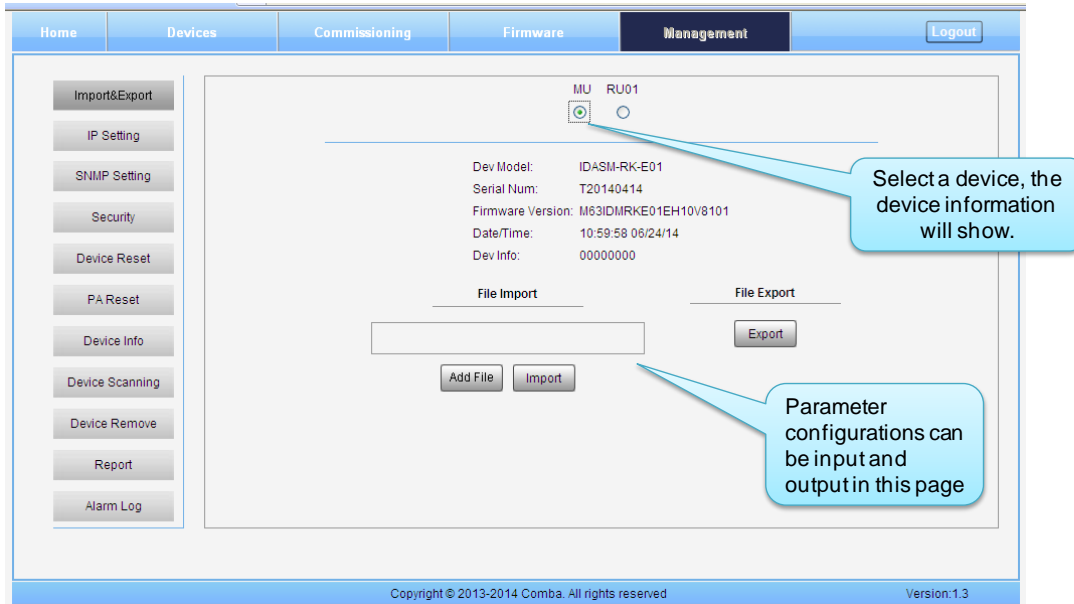 Home Devices Commissioning Firmware Management Logout
Import&Export
IP Setting
SNMP Setting
Security
Device Reset
PA Reset
Device Info
Device Scanning
Device Remove
Report
Alarm Log
MU RU01
Dev Model: IDASM-RK-E01
Serial Num: T20140414
Firmware Version: M63IDMRKE01EH10V8101
Date/Time: 10:59:58 06/24/14
Dev Info: 00000000
File Import
File Export
Add File Import
Export
Select a device, the
device information
will show.
Parameter
configurations can
be input and
output in this page
Copyright © 2013-2014 Comba. All rights reserved
Version:1.3